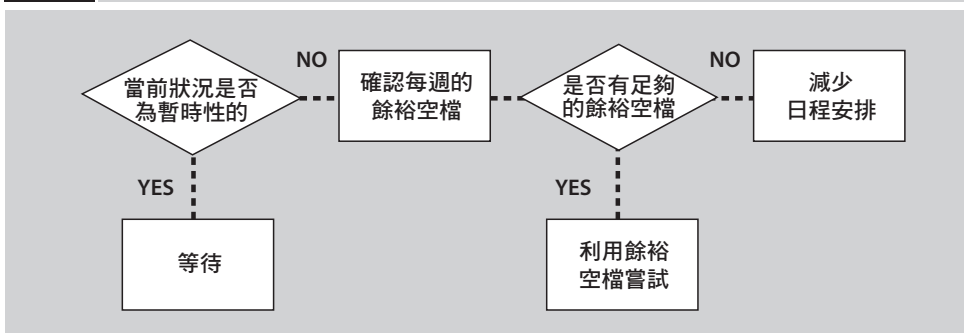 當前狀況是否
為暫時性的
NO
確認每週的
餘裕空檔
是否有足夠
的餘裕空檔
NO
減少
日程安排
YES
等待
YES
利用餘裕
空檔嘗試